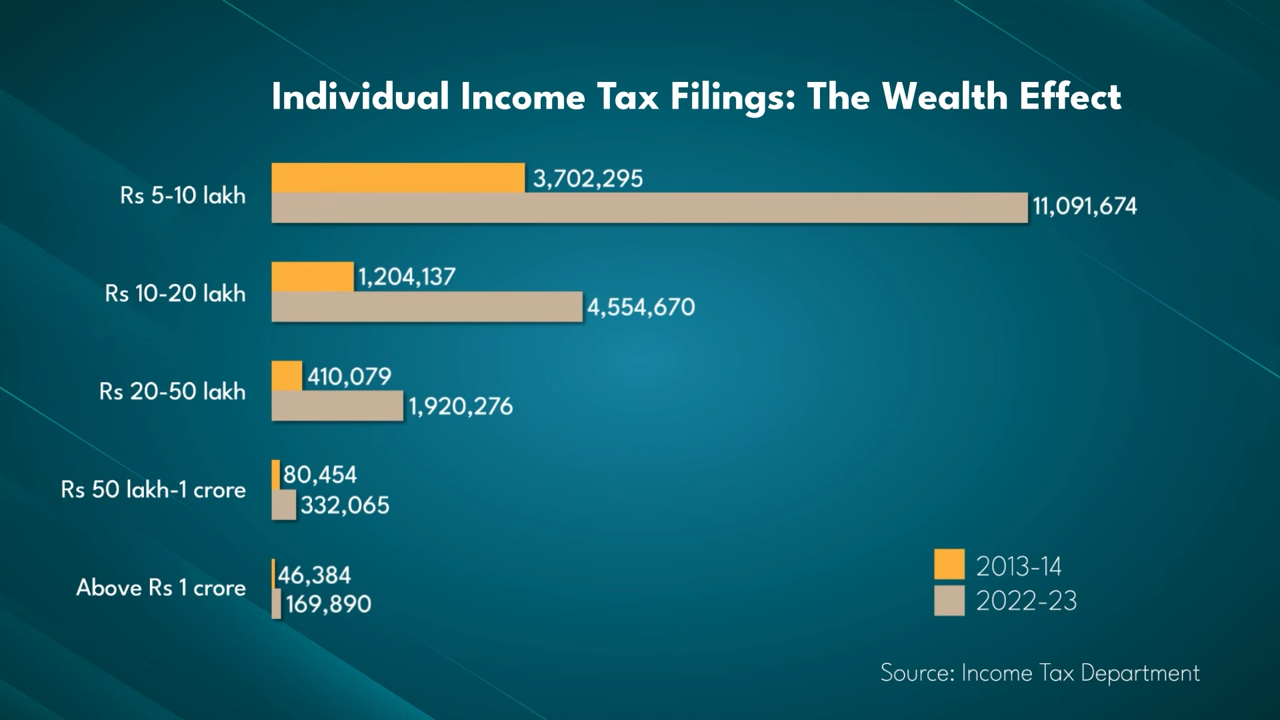 Individual Income Tax Filings: The Wealth Effect
Rs 5-10 lakh
3,702,295
11,091,674
Rs 10-20 lakh
1,204,137
4,554,670
Rs 20-50 lakh
410,079
1,920,276
Rs 50 lakh-1 crore
80,454
332,065
Above Rs 1 crore
46,384
169,890
2013-14
2022-23
Source: Income Tax Department